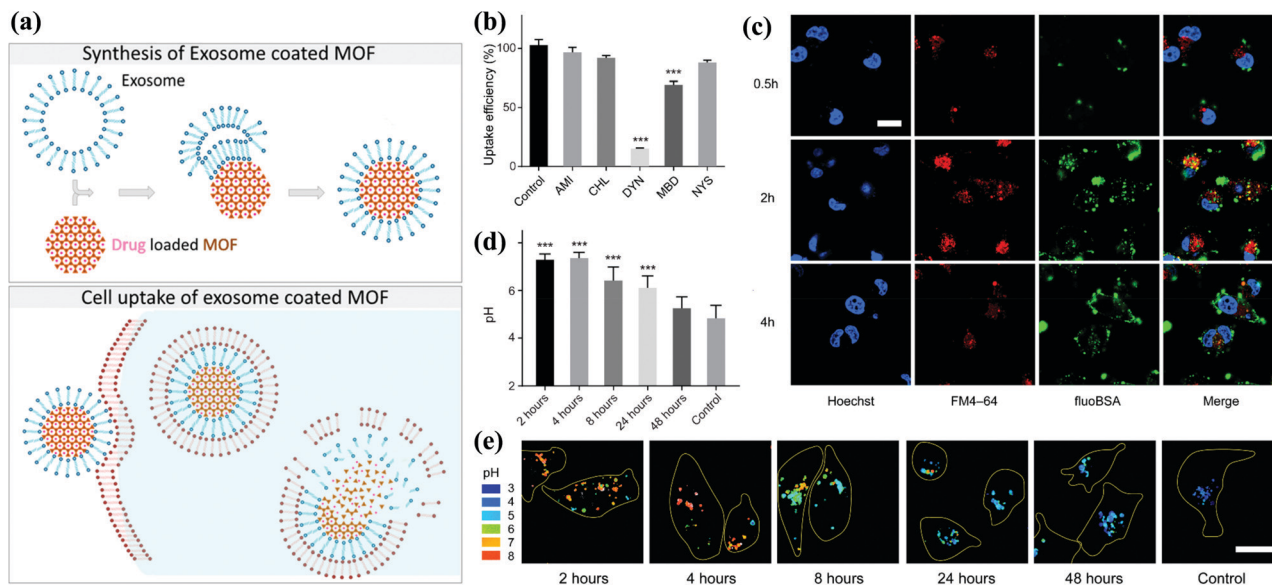 (a)
Synthesis of Exosome coated MOF
Exosome
Drug loaded MOF
Cell uptake of exosome coated MOF
(b)
Uptake efficiency (%)
100
50
0
***
***
Control
AMI
CHL
DYN
MBD
NYS
(d)
pH
8
6
4
2
***
***
***
***
2 hours
4 hours
8 hours
24 hours
48 hours
Control
(c)
0.5h
2h
4h
Hoechst
FM4–64
fluoBSA
Merge
(e)
pH
3
4
5
6
7
8
2 hours
4 hours
8 hours
24 hours
48 hours
Control